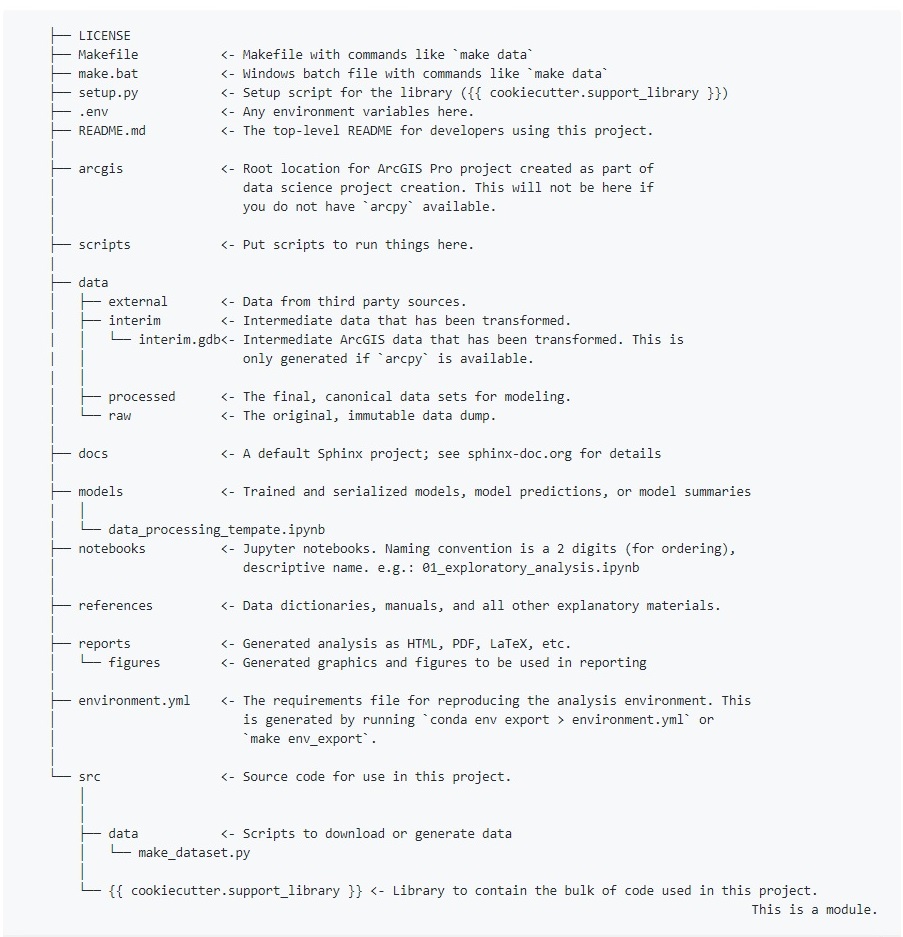 ├── LICENSE
├── Makefile           <- Makefile with commands like `make data`
├── make.bat           <- Windows batch file with commands like `make data`
├── setup.py           <- Setup script for the library ({{ cookiecutter.support_library }})
├── .env               <- Any environment variables here.
├── README.md          <- The top-level README for developers using this project.
│
├── arcgis             <- Root location for ArcGIS Pro project created as part of
│                         data science project creation. This will not be here if
│                         you do not have `arcpy` available.
│
├── scripts            <- Put scripts to run things here.
│
├── data
│   ├── external       <- Data from third party sources.
│   ├── interim        <- Intermediate data that has been transformed.
│   │   └── interim.gdb<- Intermediate ArcGIS data that has been transformed. This is
│   │                     only generated if `arcpy` is available.
│   │
│   ├── processed      <- The final, canonical data sets for modeling.
│   └── raw            <- The original, immutable data dump.
│
├── docs               <- A default Sphinx project; see sphinx-doc.org for details
│
├── models             <- Trained and serialized models, model predictions, or model summaries
│   │
│   └── data_processing_tempate.ipynb
├── notebooks          <- Jupyter notebooks. Naming convention is a 2 digits (for ordering),
│                         descriptive name. e.g.: 01_exploratory_analysis.ipynb
│
├── references         <- Data dictionaries, manuals, and all other explanatory materials.
│
├── reports            <- Generated analysis as HTML, PDF, LaTeX, etc.
│   └── figures        <- Generated graphics and figures to be used in reporting
│
├── environment.yml    <- The requirements file for reproducing the analysis environment. This
│                         is generated by running `conda env export > environment.yml` or
│                         `make env_export`.
│
└── src                <- Source code for use in this project.
    │
    │
    ├── data           <- Scripts to download or generate data
    │   └── make_dataset.py
    │
    └── {{ cookiecutter.support_library }} <- Library to contain the bulk of code used in this project.
                                                                                              This is a module.